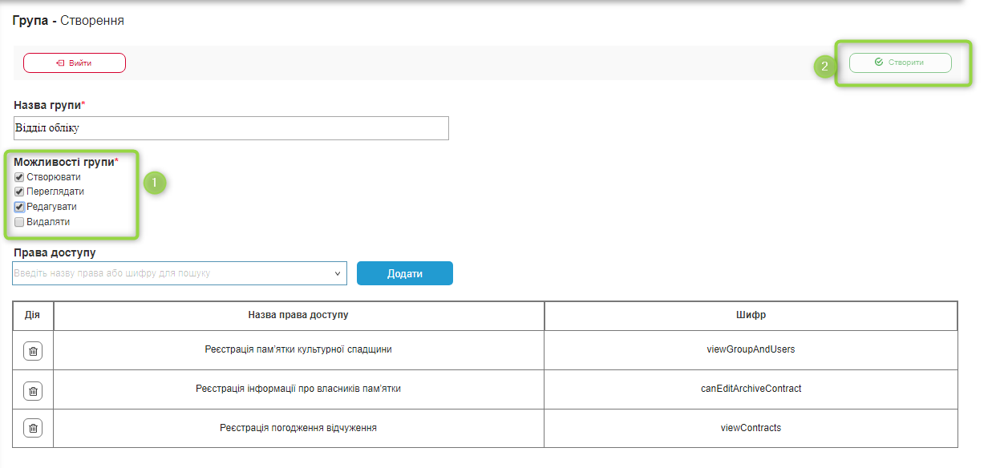 Група - Створення
Вийти
2
Створити
Назва групи*
Відділ обліку
Можливості групи*
Створювати
1
Переглядати
Редагувати
Видаляти
Права доступу
Введіть назву права або шифру для пошуку
Додати
Дія Назва права доступу Шифр
Реєстрація пам'ятки культурної спадщини viewGroupAndUsers
Реєстрація інформації про власників пам'ятки canEditArchiveContract
Реєстрація погодження відчуження viewContracts